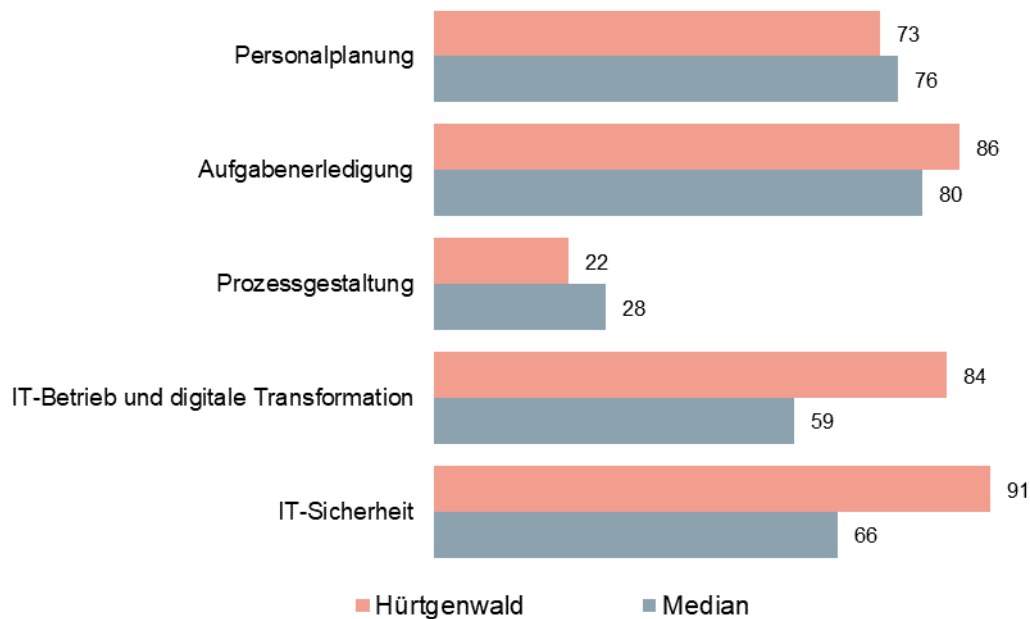 Personalplanung
73
76
Aufgabenerledigung
86
80
Prozessgestaltung
22
28
IT-Betrieb und digitale Transformation
84
59
IT-Sicherheit
91
66
Hürtgenwald
Median